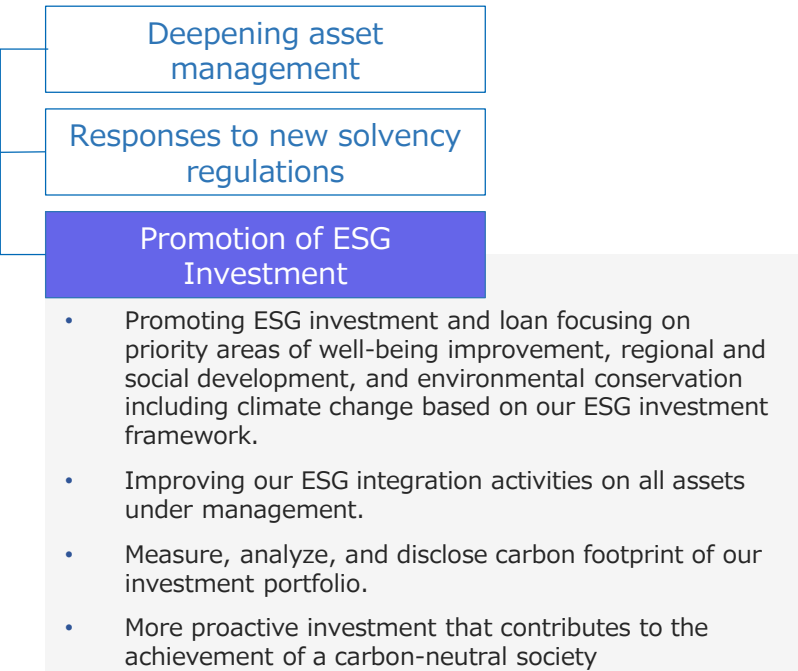 Deepening asset
management
Responses to new solvency
regulations
Promotion of ESG
Investment
• Promoting ESG investment and loan focusing on
priority areas of well-being improvement, regional and
social development, and environmental conservation
including climate change based on our ESG investment
framework.
• Improving our ESG integration activities on all assets
under management.
• Measure, analyze, and disclose carbon footprint of our
investment portfolio.
• More proactive investment that contributes to the
achievement of a carbon-neutral society